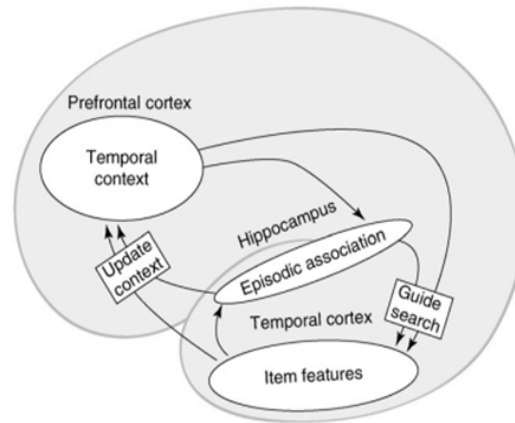 Prefrontal cortex
Temporal
context
Hippocampus
Episodic association
Update
context
Guide
search
Temporal cortex
Item features